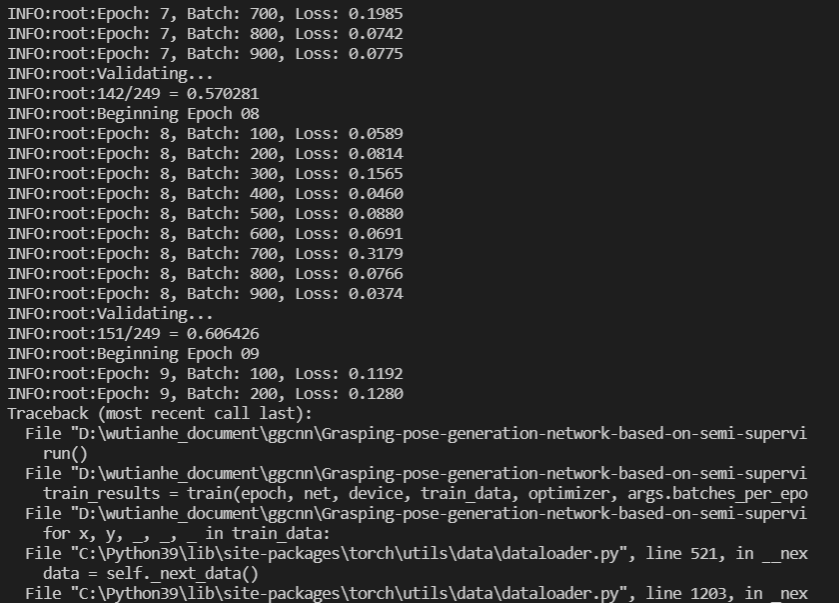 INFO:root:Epoch: 7, Batch: 700, Loss: 0.1985
INFO:root:Epoch: 7, Batch: 800, Loss: 0.0742
INFO:root:Epoch: 7, Batch: 900, Loss: 0.0775
INFO:root:Validating...
INFO:root:142/249 = 0.570281
INFO:root:Beginning Epoch 08
INFO:root:Epoch: 8, Batch: 100, Loss: 0.0589
INFO:root:Epoch: 8, Batch: 200, Loss: 0.0814
INFO:root:Epoch: 8, Batch: 300, Loss: 0.1565
INFO:root:Epoch: 8, Batch: 400, Loss: 0.0460
INFO:root:Epoch: 8, Batch: 500, Loss: 0.0880
INFO:root:Epoch: 8, Batch: 600, Loss: 0.0691
INFO:root:Epoch: 8, Batch: 700, Loss: 0.3179
INFO:root:Epoch: 8, Batch: 800, Loss: 0.0766
INFO:root:Epoch: 8, Batch: 900, Loss: 0.0374
INFO:root:Validating...
INFO:root:151/249 = 0.606426
INFO:root:Beginning Epoch 09
INFO:root:Epoch: 9, Batch: 100, Loss: 0.1192
INFO:root:Epoch: 9, Batch: 200, Loss: 0.1280
Traceback (most recent call last):
  File "D:\wutianhe_document\ggcnn\Grasping-pose-generation-network-based-on-semi-supervi
    run()
  File "D:\wutianhe_document\ggcnn\Grasping-pose-generation-network-based-on-semi-supervi
    train_results = train(epoch, net, device, train_data, optimizer, args.batches_per_epo
  File "D:\wutianhe_document\ggcnn\Grasping-pose-generation-network-based-on-semi-supervi
    for x, y, _, _, _ in train_data:
  File "C:\Python39\lib\site-packages\torch\utils\data\dataloader.py", line 521, in __nex
    data = self._next_data()
  File "C:\Python39\lib\site-packages\torch\utils\data\dataloader.py", line 1203, in _nex